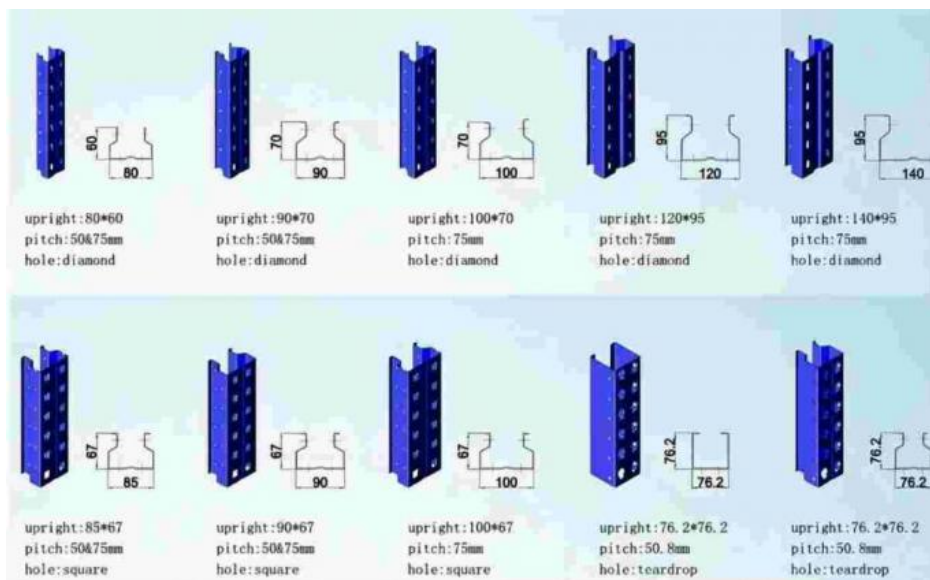 60
80
70
90
70
100
95
120
95
140
upright:80*60
pitch:50&75mm
hole:diamond
upright:90*70
pitch:50&75mm
hole:diamond
upright:100*70
pitch:75mm
hole:diamond
upright:120*95
pitch:75mm
hole:diamond
upright:140*95
pitch:75mm
hole:diamond
67
85
67
90
67
100
76.2
76.2
76.2
76.2
upright:85*67
pitch:50&75mm
hole:square
upright:90*67
pitch:50&75mm
hole:square
upright:100*67
pitch:75mm
hole:square
upright:76.2*76.2
pitch:50.8mm
hole:teardrop
upright:76.2*76.2
pitch:50.8mm
hole:teardrop